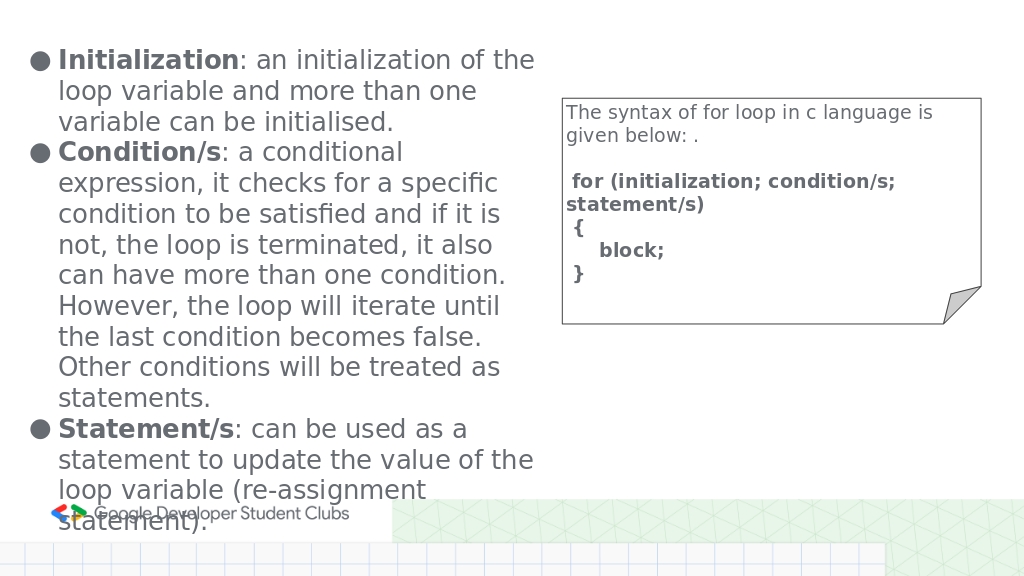 ● Initialization: an initialization of the
loop variable and more than one
variable can be initialised.
● Condition/s: a conditional
expression, it checks for a specific
condition to be satisfied and if it is
not, the loop is terminated, it also
can have more than one condition.
However, the loop will iterate until
the last condition becomes false.
Other conditions will be treated as
statements.
● Statement/s: can be used as a
statement to update the value of the
loop variable (re-assignment
statement).
The syntax of for loop in c language is
given below: .
for (initialization; condition/s;
statement/s)
{
block;
}
Google Developer Student Clubs